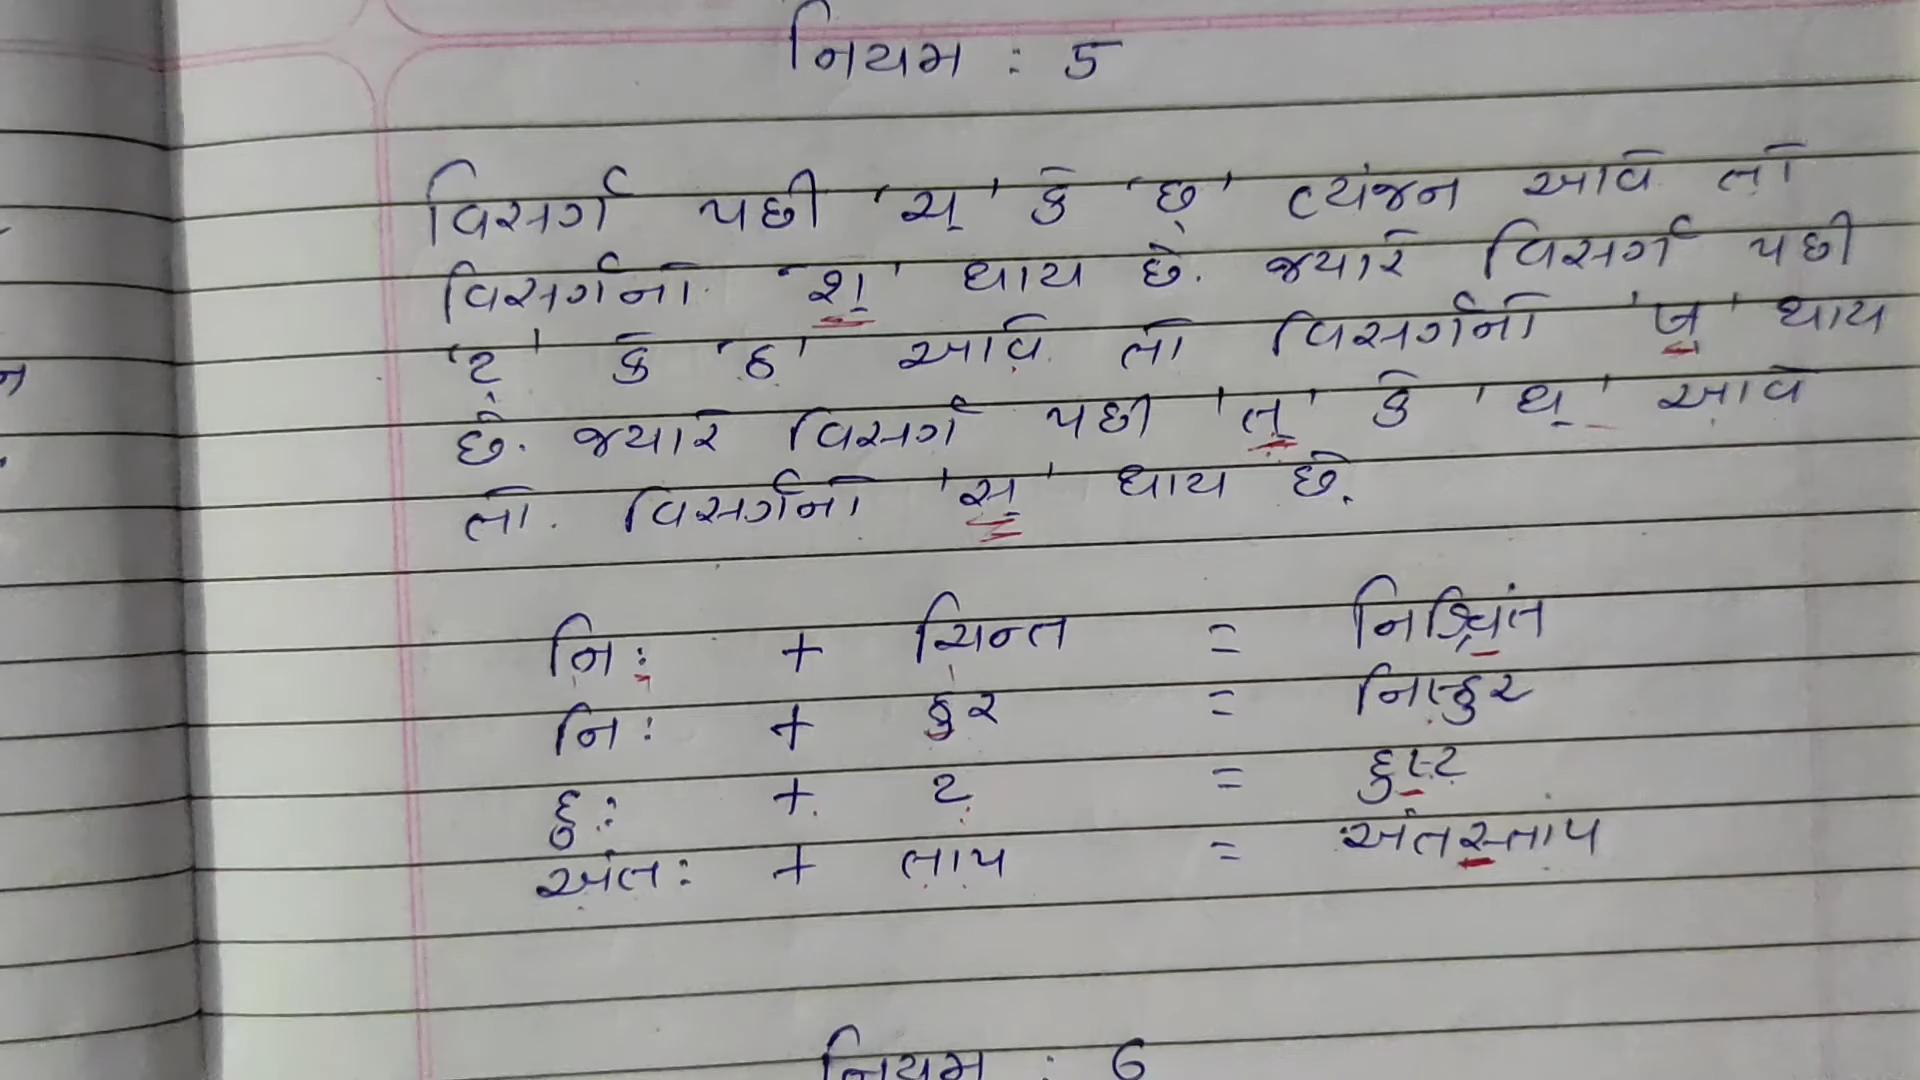 નિયમ : 5
વિસર્ગ પછી 'ચ્' કે 'છ્' વ્યંજન આવે તો
વિસર્ગનો 'શ્' થાય છે. જ્યારે વિસર્ગ પછી
'ટ્' કે 'ઠ' આવે તો વિસર્ગનો 'ષ્' થાય
છે. જ્યારે વિસર્ગ પછી 'ત્' કે 'થ્' આવે
તો. વિસર્ગનો 'સ્' થાય છે.
નિઃ + ચિન્ત = નિશ્ચિંત
નિઃ + ઠુર = નિષ્ઠુર
દુઃ + ટ = દુષ્ટ
અંતઃ + તાપ = અંતસ્તાપ
નિયમ : 6